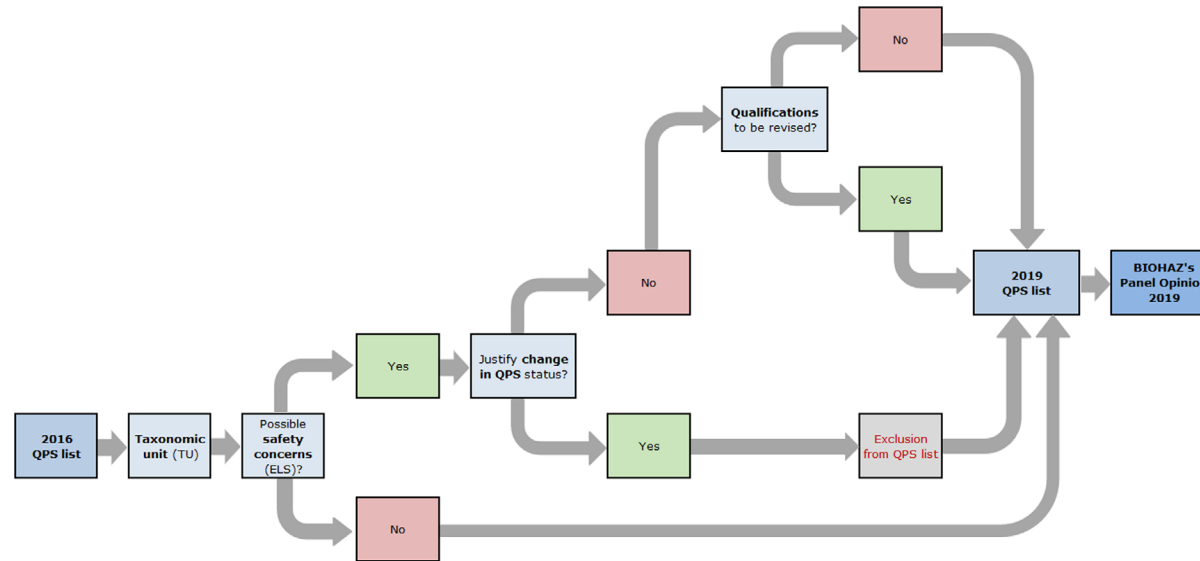 No
Qualifications
to be revised?
Yes
No
2019
QPS list
BIOHAZ's
Panel Opinio
2019
Yes
Justify change
in QPS status?
2016
QPS list
Taxonomic
unit (TU)
Possible
safety
concerns
(ELS)?
Yes
Exclusion
from QPS list
No